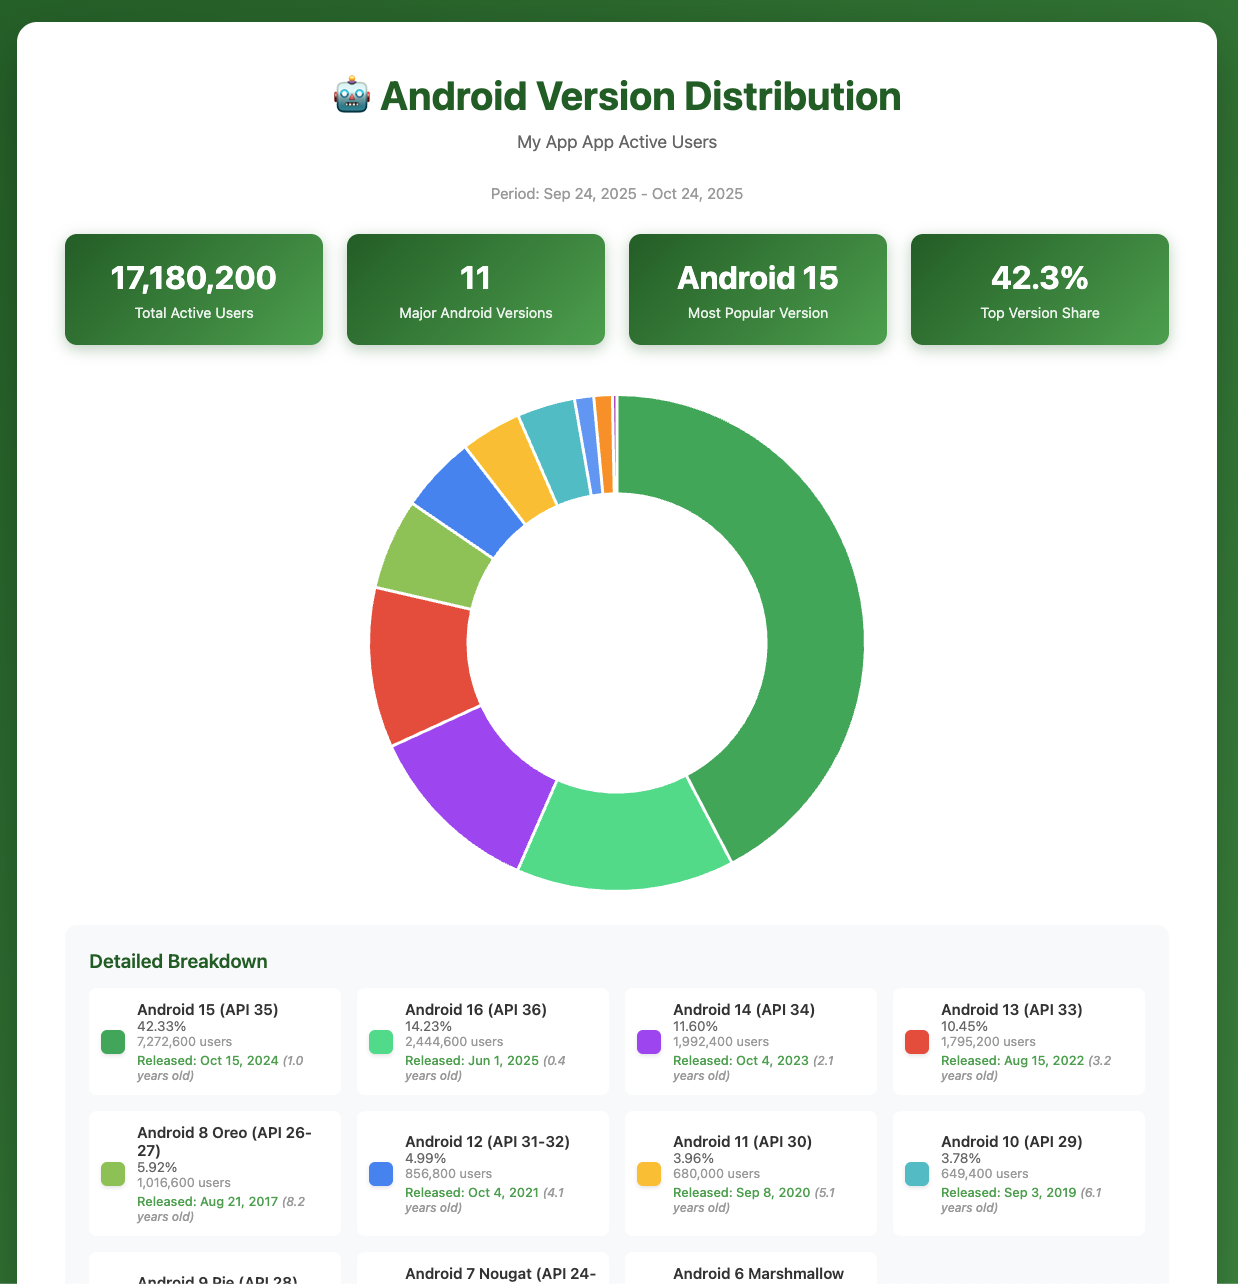 Android Version Distribution
My App App Active Users
Period: Sep 24, 2025 - Oct 24, 2025
17,180,200
Total Active Users
11
Major Android Versions
Android 15
Most Popular Version
42.3%
Top Version Share
Detailed Breakdown
Android 15 (API 35)
42.33%
7,272,600 users
Released: Oct 15, 2024 (1.0
years old)
Android 16 (API 36)
14.23%
2,444,600 users
Released: Jun 1, 2025 (0.4
years old)
Android 14 (API 34)
11.60%
1,992,400 users
Released: Oct 4, 2023 (2.1
years old)
Android 13 (API 33)
10.45%
1,795,200 users
Released: Aug 15, 2022 (3.2
years old)
Android 8 Oreo (API 26-
27)
5.92%
1,016,600 users
Released: Aug 21, 2017 (8.2
years old)
Android 12 (API 31-32)
4.99%
856,800 users
Released: Oct 4, 2021 (4.1
years old)
Android 11 (API 30)
3.96%
680,000 users
Released: Sep 8, 2020 (5.1
years old)
Android 10 (API 29)
3.78%
649,400 users
Released: Sep 3, 2019 (6.1
years old)
Android 9 Pie (API 28)
Android 7 Nougat (API 24-
Android 6 Marshmallow